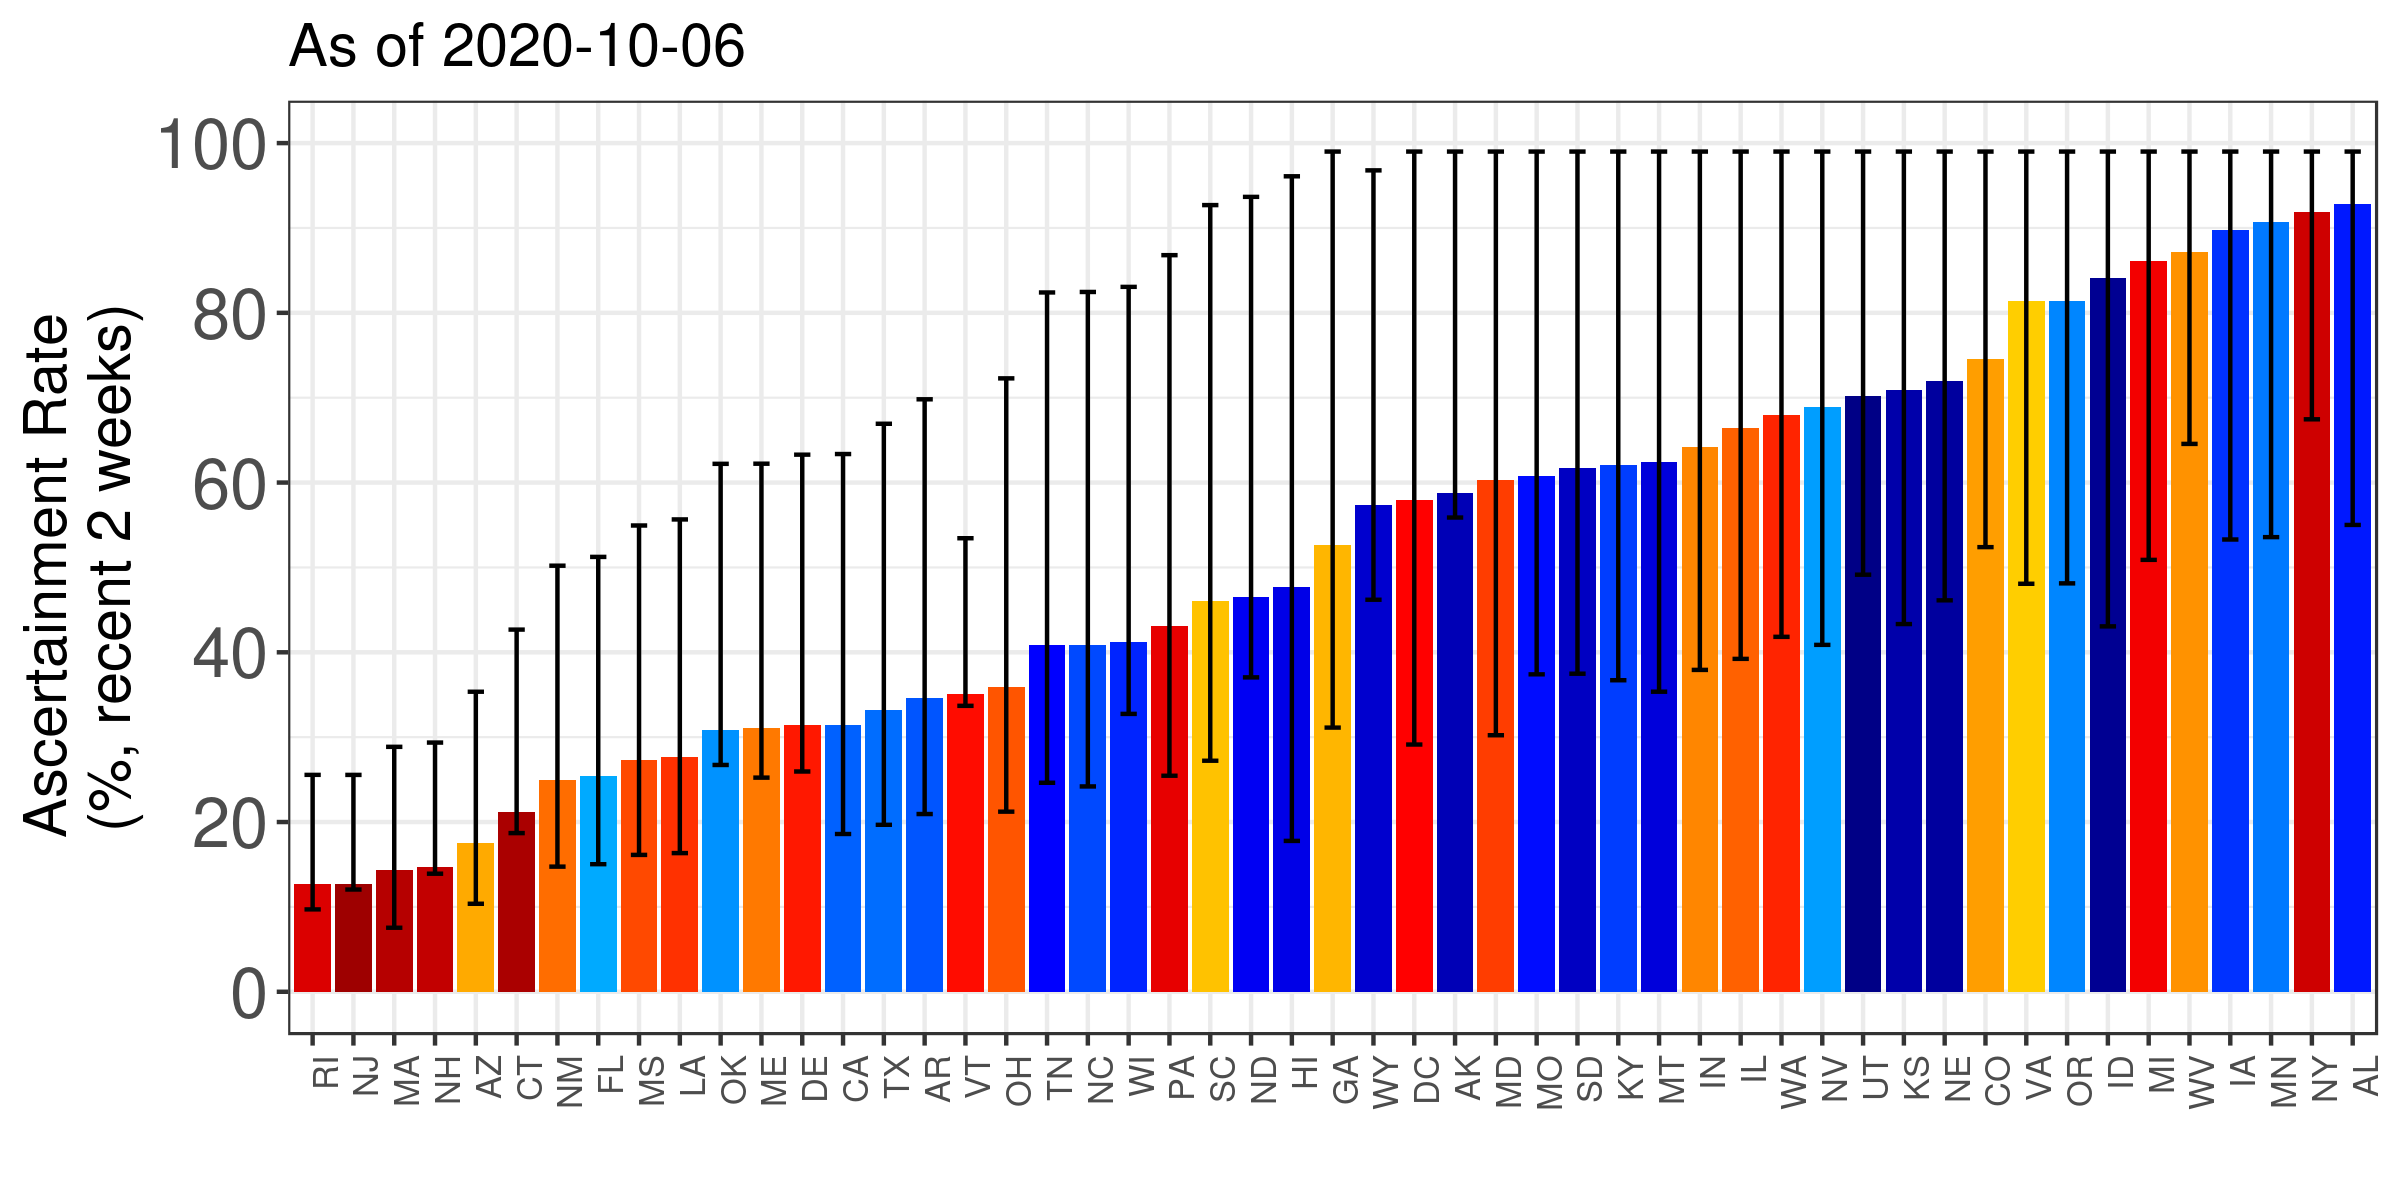 As of 2020-10-06
Ascertainment Rate
(%, recent 2 weeks)
100
80
60
40
20
0
RI NJ MA NH AZ CT NM FL MS LA OK ME DE CA TX AR VT OH TN NC WI PA SC ND HI GA WY DC AK MD MO SD KY MT IN IL WA NV UT KS NE CO VA OR ID MI WV IA MN NY AL